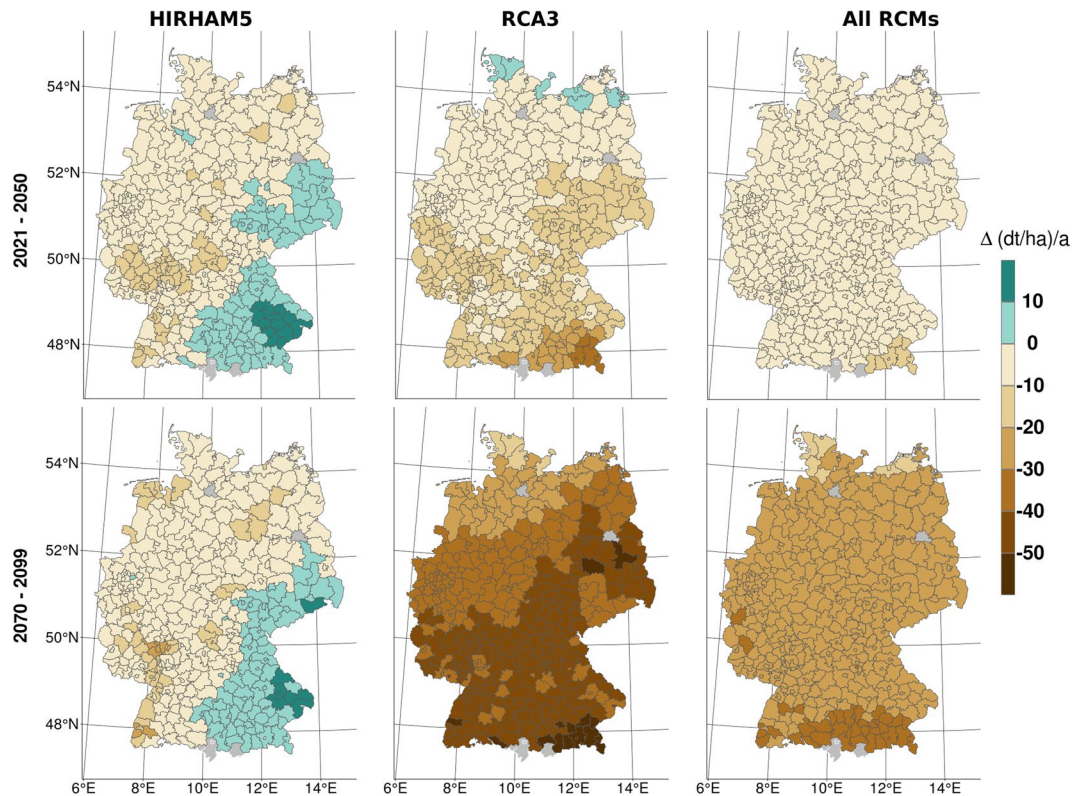 HIRHAM5 RCA3 All RCMs
54°N
52°N
50°N
48°N
2021 - 2050
Δ (dt/ha)/a
10
0
-10
-20
-30
-40
-50
54°N
52°N
50°N
48°N
2070 - 2099
6°E 8°E 10°E 12°E 14°E 6°E 8°E 10°E 12°E 14°E 6°E 8°E 10°E 12°E 14°E